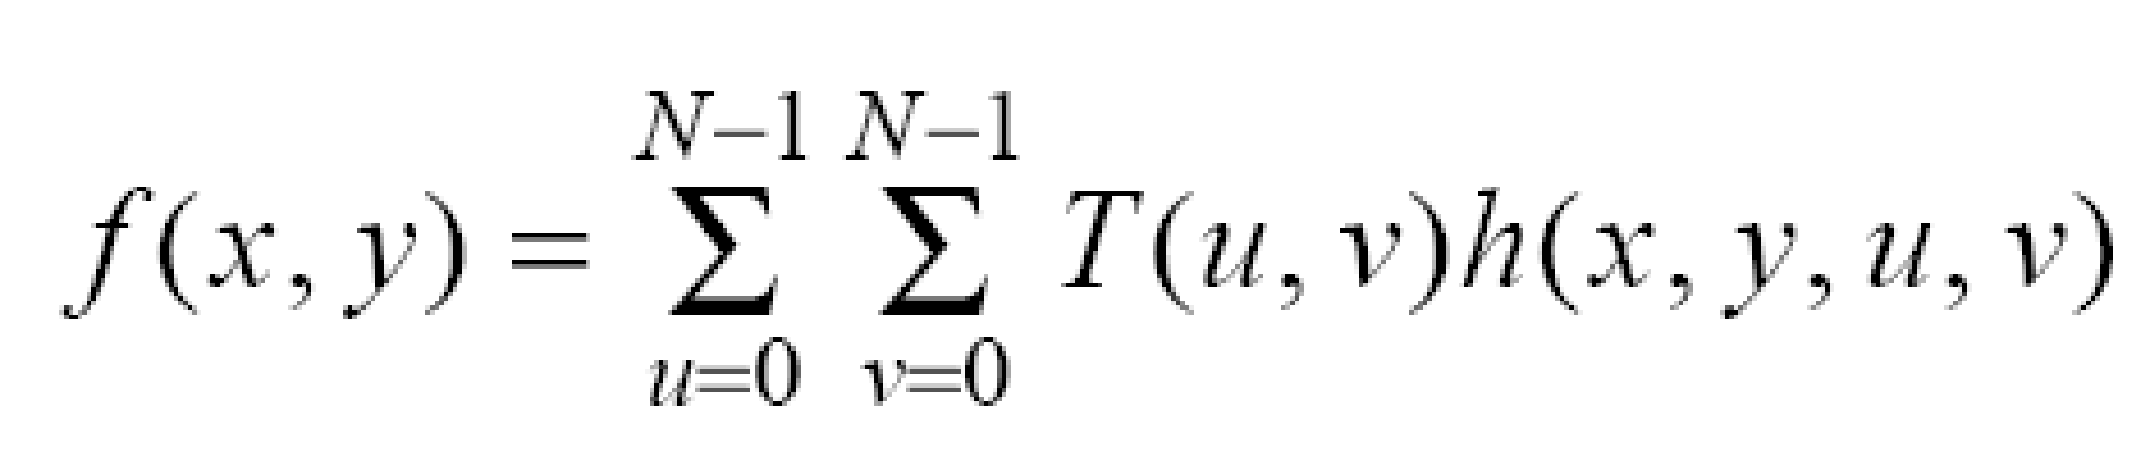 f(x, y) = \sum_{u=0}^{N-1} \sum_{v=0}^{N-1} T(u, v)h(x, y, u, v)